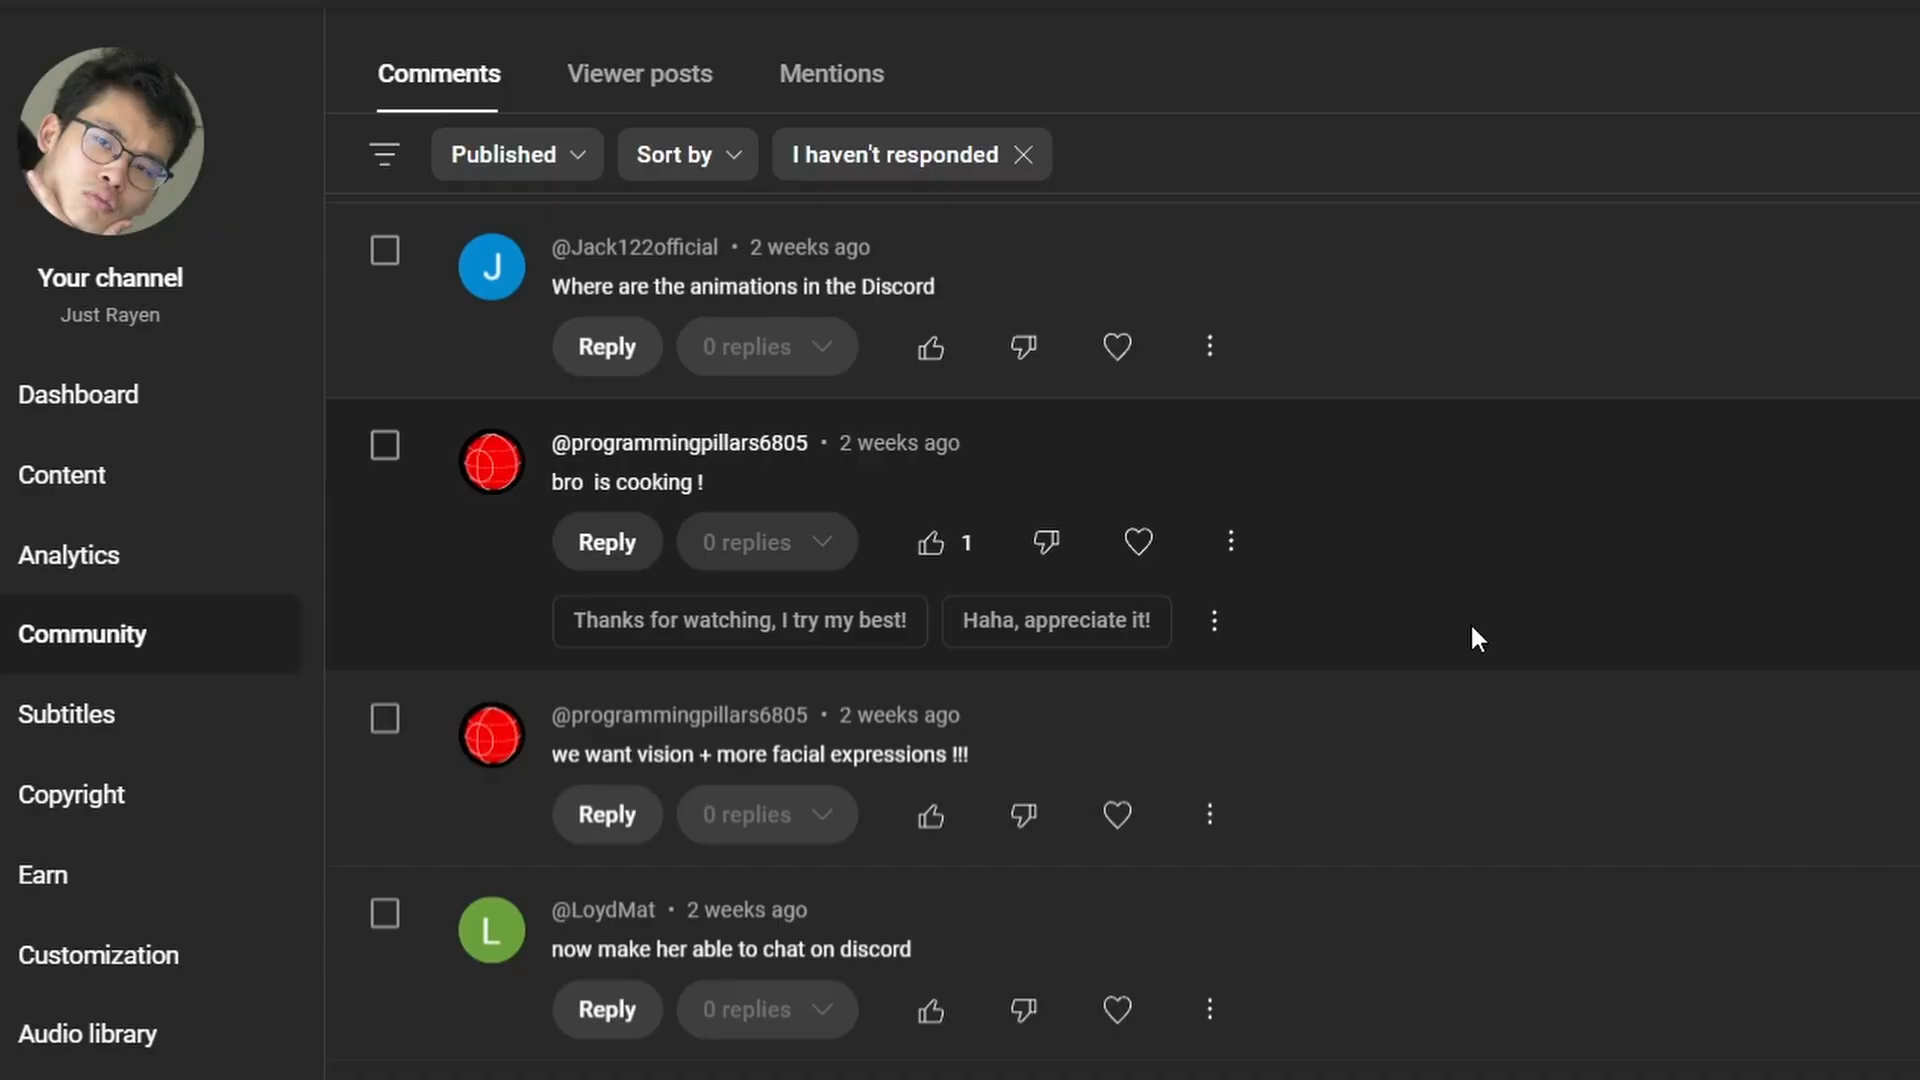 Comments Viewer posts Mentions
Published Sort by I haven't responded
Your channel
Just Rayen
Dashboard
Content
Analytics
Community
Subtitles
Copyright
Earn
Customization
Audio library
J
@Jack122official • 2 weeks ago
Where are the animations in the Discord
Reply 0 replies
@programmingpillars6805 • 2 weeks ago
bro is cooking !
Reply 0 replies 1
Thanks for watching, I try my best! Haha, appreciate it!
@programmingpillars6805 • 2 weeks ago
we want vision + more facial expressions !!!
Reply 0 replies
L
@LoydMat • 2 weeks ago
now make her able to chat on discord
Reply 0 replies